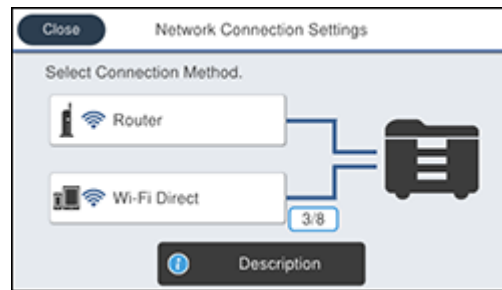 Close
Network Connection Settings
Select Connection Method.
Router
Wi-Fi Direct
3/8
Description